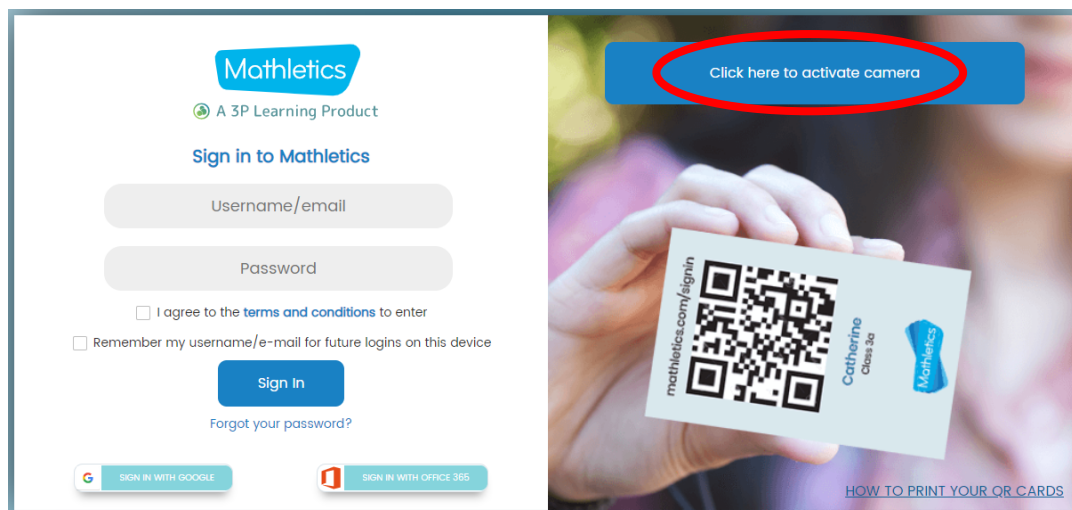 Mathletics
A 3P Learning Product
Sign in to Mathletics
Username/email
Password
I agree to the terms and conditions to enter
Remember my username/e-mail for future logins on this device
Sign In
Forgot your password?
SIGN IN WITH GOOGLE
SIGN IN WITH OFFICE 365
Click here to activate camera
mathletics.com/signin
Catherine
Class 3a
Mathletics
HOW TO PRINT YOUR QR CARDS